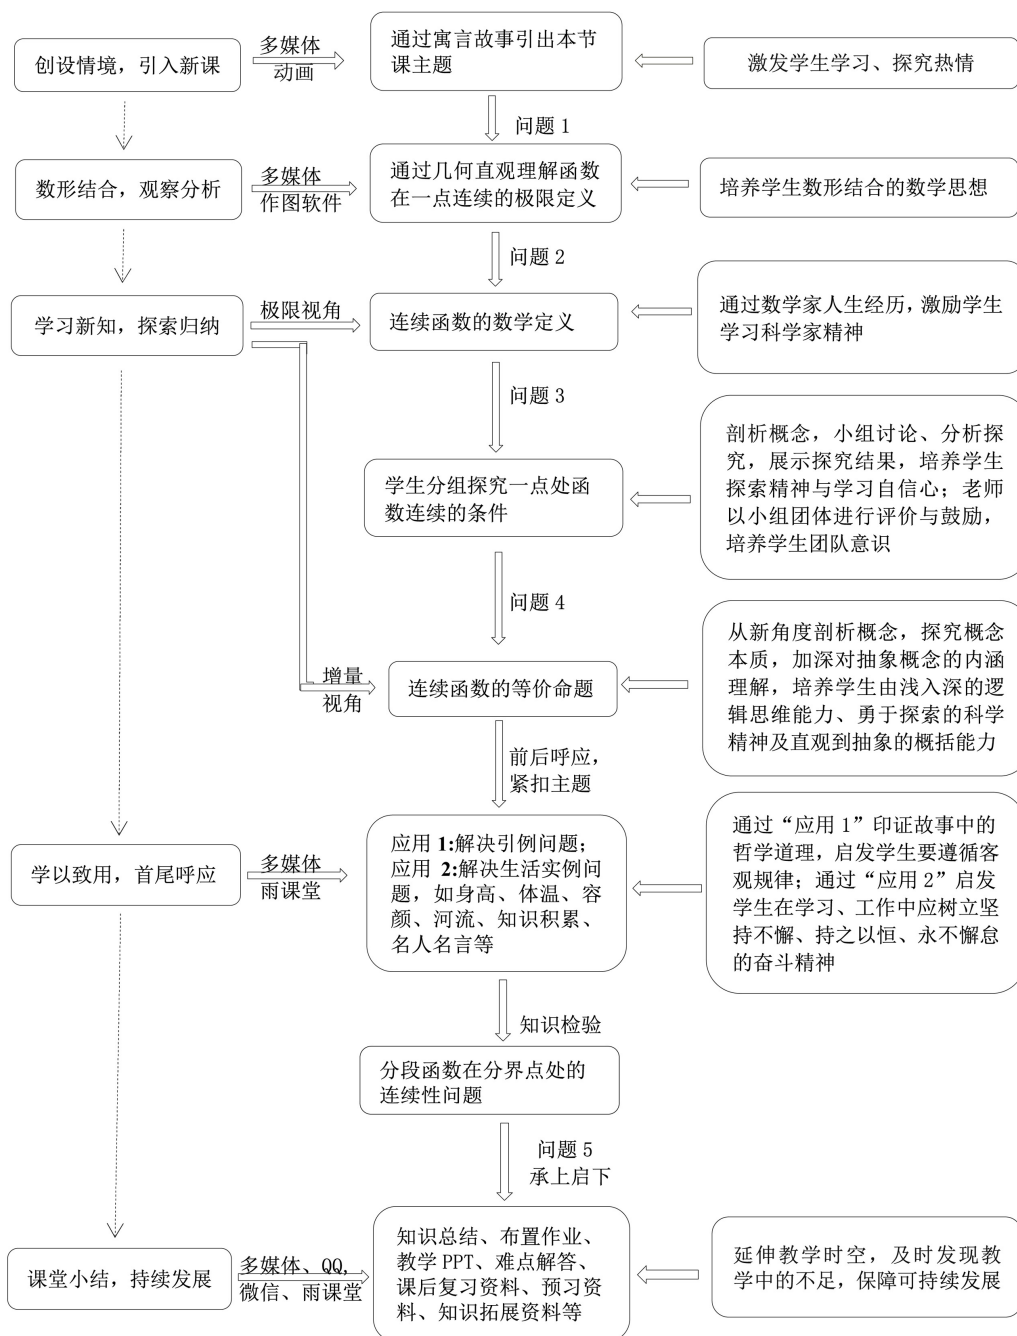 创设情境，引入新课
多媒体
动画
通过寓言故事引出本节
课主题
激发学生学习、探究热情
问题 1
数形结合，观察分析
多媒体
作图软件
通过几何直观理解函数
在一点连续的极限定义
培养学生数形结合的数学思想
问题 2
学习新知，探索归纳
极限视角
连续函数的数学定义
通过数学家人生经历，激励学生
学习科学家精神
问题 3
学生分组探究一点处函
数连续的条件
剖析概念，小组讨论、分析探
究，展示探究结果，培养学生
探索精神与学习自信心；老师
以小组团体进行评价与鼓励，
培养学生团队意识
问题 4
增量
视角
连续函数的等价命题
从新角度剖析概念，探究概念
本质，加深对抽象概念的内涵
理解，培养学生由浅入深的逻
辑思维能力、勇于探索的科学
精神及直观到抽象的概括能力
前后呼应，
紧扣主题
学以致用，首尾呼应
多媒体
雨课堂
应用 1:解决引例问题；
应用 2:解决生活实例问
题，如身高、体温、容
颜、河流、知识积累、
名人名言等
通过“应用 1”印证故事中的
哲学道理，启发学生要遵循客
观规律；通过“应用 2”启发
学生在学习、工作中应树立坚
持不懈、持之以恒、永不懈怠
的奋斗精神
知识检验
分段函数在分界点处的
连续性问题
问题 5
承上启下
课堂小结，持续发展
多媒体、QQ,
微信、雨课堂
知识总结、布置作业、
教学 PPT、难点解答、
课后复习资料、预习资
料、知识拓展资料等
延伸教学时空，及时发现教
学中的不足，保障可持续发展